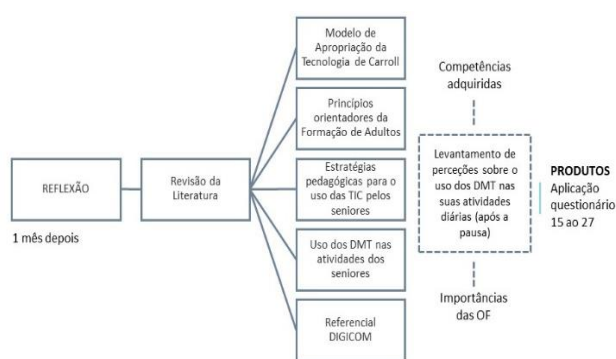 REFLEXÃO
1 mês depois
Revisão da
Literatura
Modelo de
Apropriação da
Tecnologia de Carroll
Princípios
orientadores da
Formação de Adultos
Estratégias
pedagógicas para o
uso das TIC pelos
seniores
Uso dos DMT nas
atividades dos
seniores
Referencial
DIGICOM
Competências
adquiridas
Levantamento de
perceções sobre o
uso dos DMT nas
suas atividades
diárias (após a
pausa)
Importâncias
das OF
PRODUTOS
Aplicação
questionário
15 ao 27